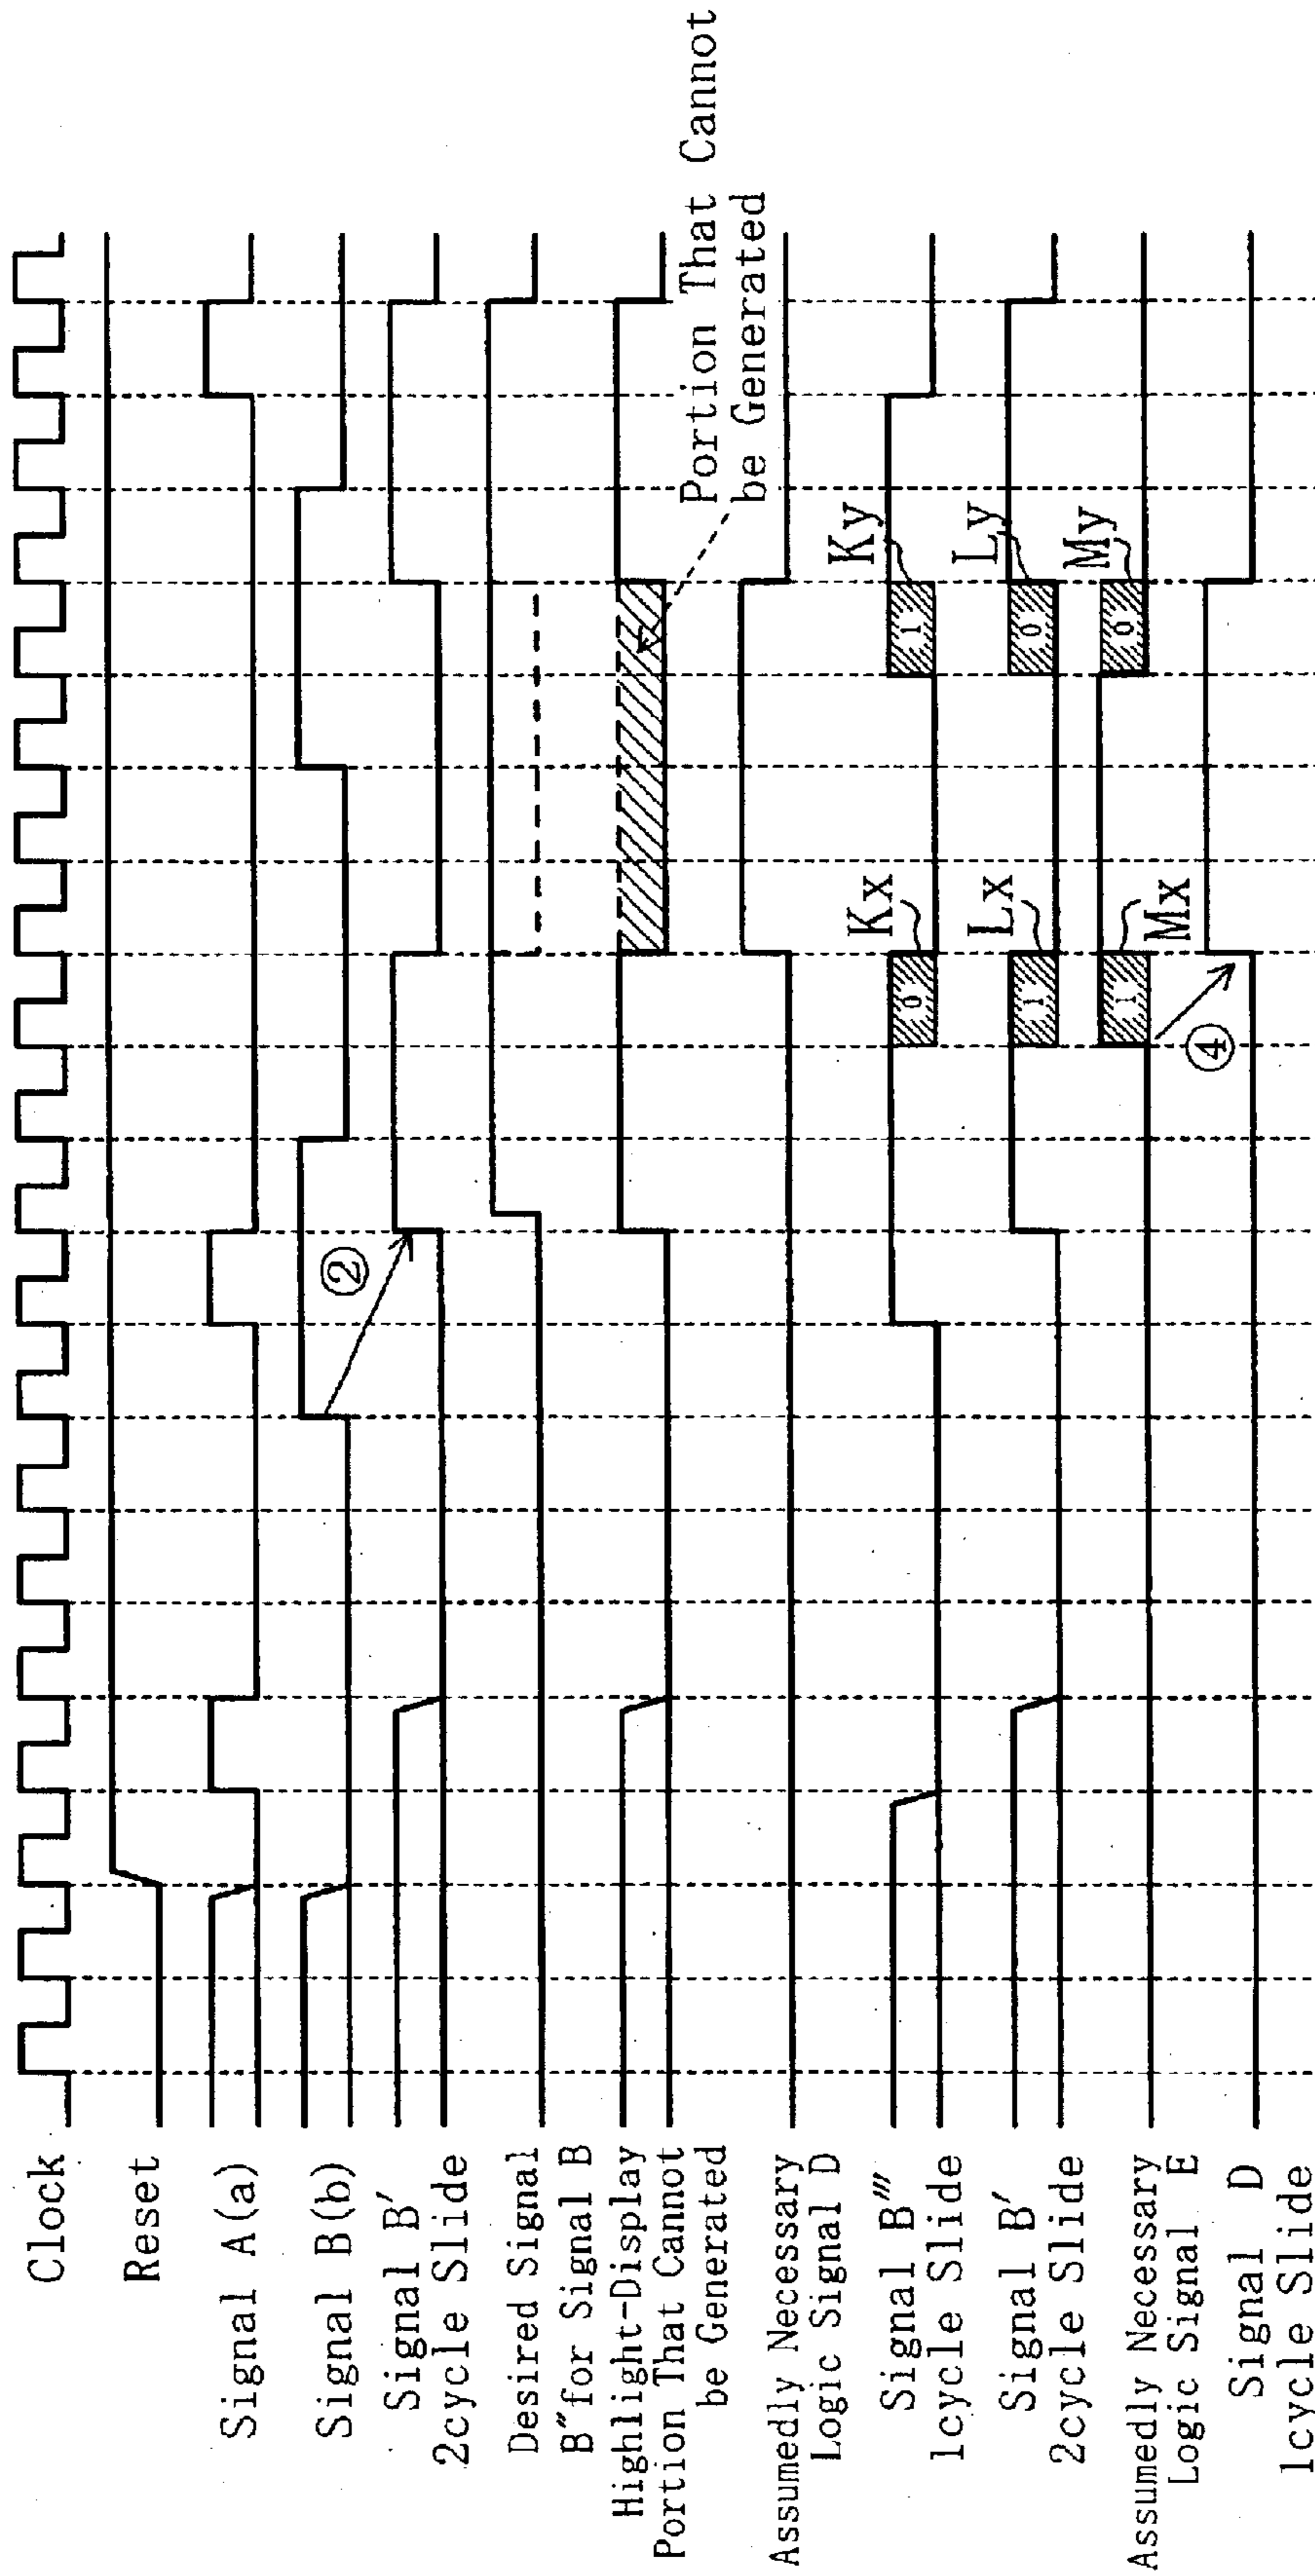 Clock
Reset
Signal A(a)
Signal B(b)
Signal B′
2cycle Slide
Desired Signal
B″for Signal B
Highlight-Display
Portion That Cannot
be Generated
Assumedly Necessary
Logic Signal D
Signal B‴
1cycle Slide
Signal B′
2cycle Slide
Assumedly Necessary
Logic Signal E
Signal D
1cycle Slide
②
Portion That Cannot
be Generated
Kx
0
Ky
1
Lx
1
Ly
0
Mx
1
My
0
④